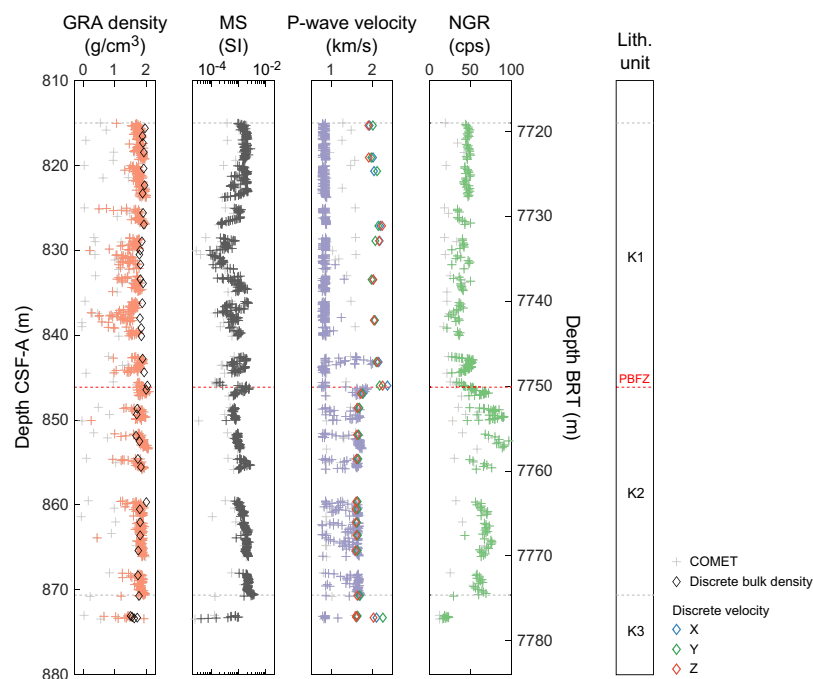 GRA density
(g/cm³)
MS
(SI)
P-wave velocity
(km/s)
NGR
(cps)
Lith.
unit
0 1 2
10⁻⁴ 10⁻²
1 2
0 50 100
810
820
830
840
850
860
870
880
Depth CSF-A (m)
7720
7730
7740
7750
7760
7770
7780
Depth BRT (m)
K1
PBFZ
K2
K3
COMET
Discrete bulk density
Discrete velocity
X
Y
Z